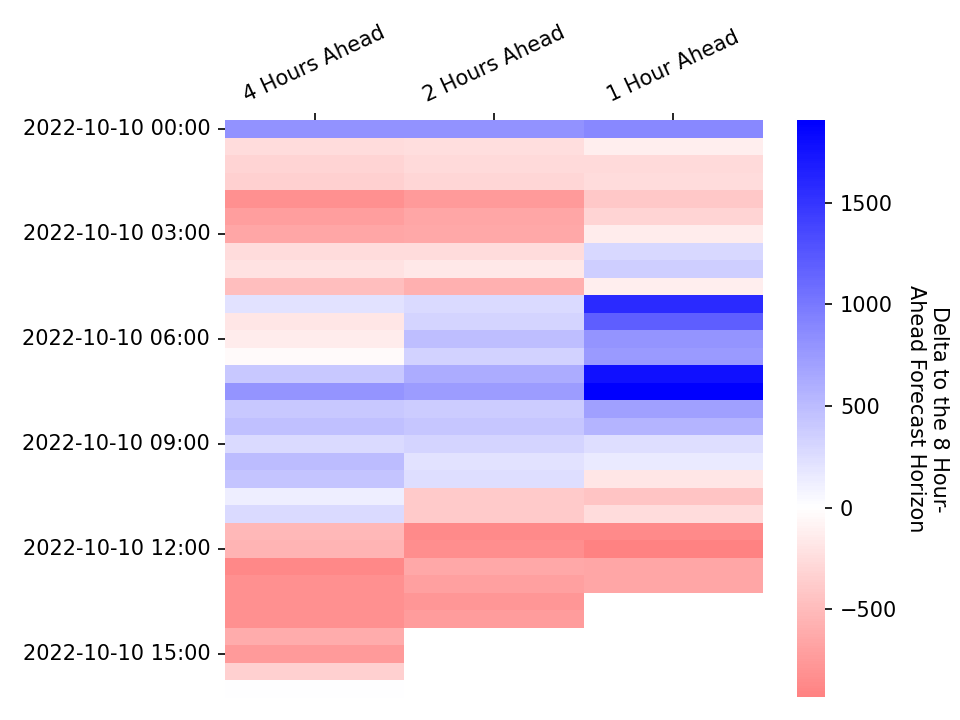 4 Hours Ahead
2 Hours Ahead
1 Hour Ahead
2022-10-10 00:00
2022-10-10 03:00
2022-10-10 06:00
2022-10-10 09:00
2022-10-10 12:00
2022-10-10 15:00
1500
1000
500
0
−500
Delta to the 8 Hour-
Ahead Forecast Horizon